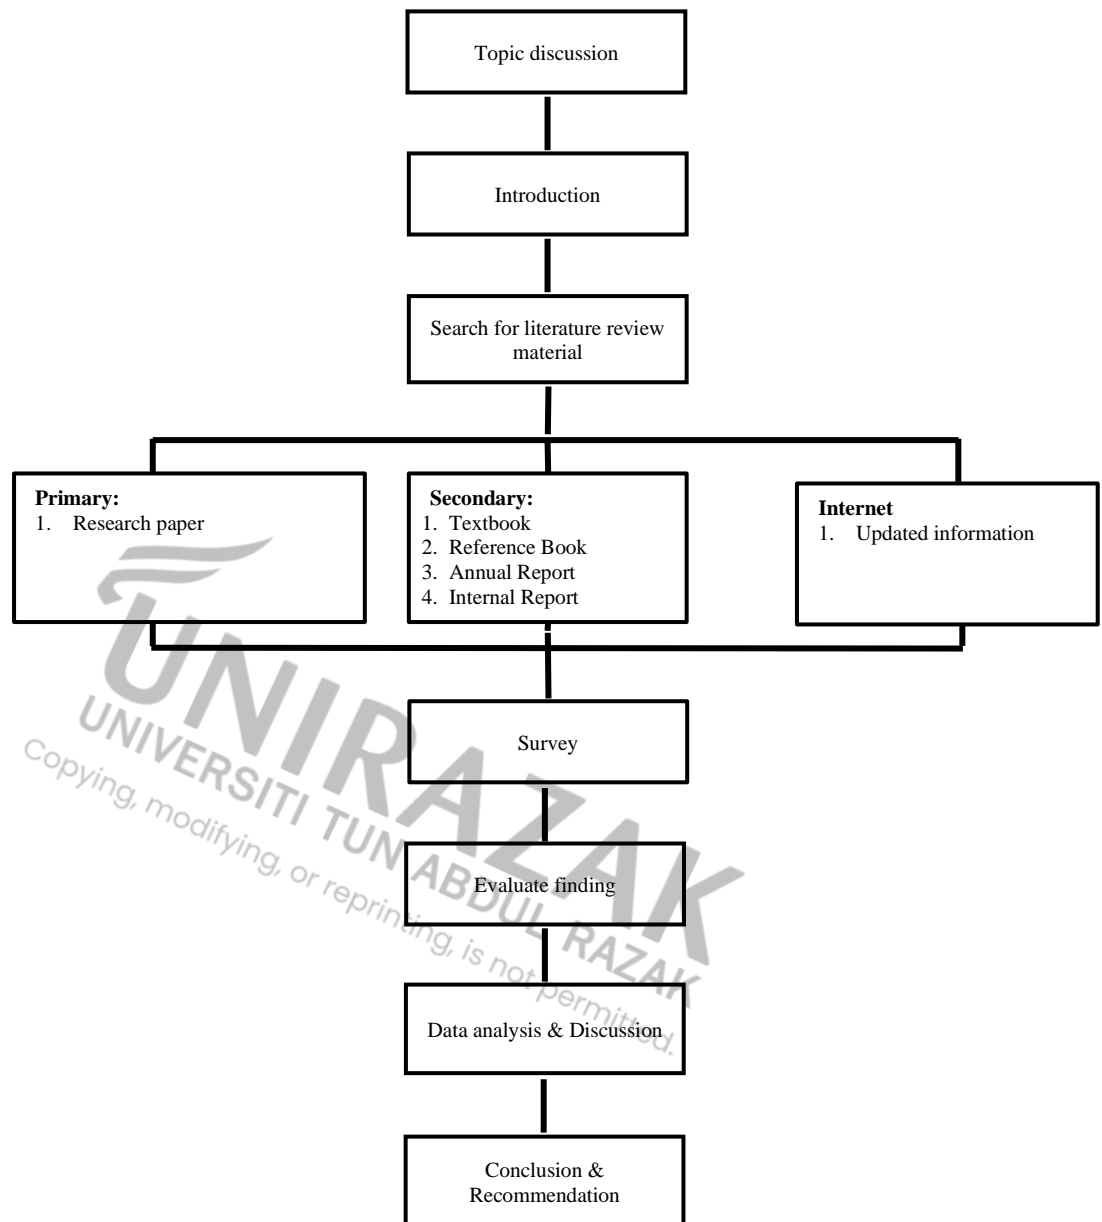 Topic discussion
Introduction
Search for literature review
material
Primary:
1. Research paper
Secondary:
1. Textbook
2. Reference Book
3. Annual Report
4. Internal Report
Internet
1. Updated information
Survey
Evaluate finding
Data analysis & Discussion
Conclusion &
Recommendation
UNIRAZAK
UNIVERSITI TUN ABDUL RAZAK
Copying, modifying, or reprinting, is not permitted.